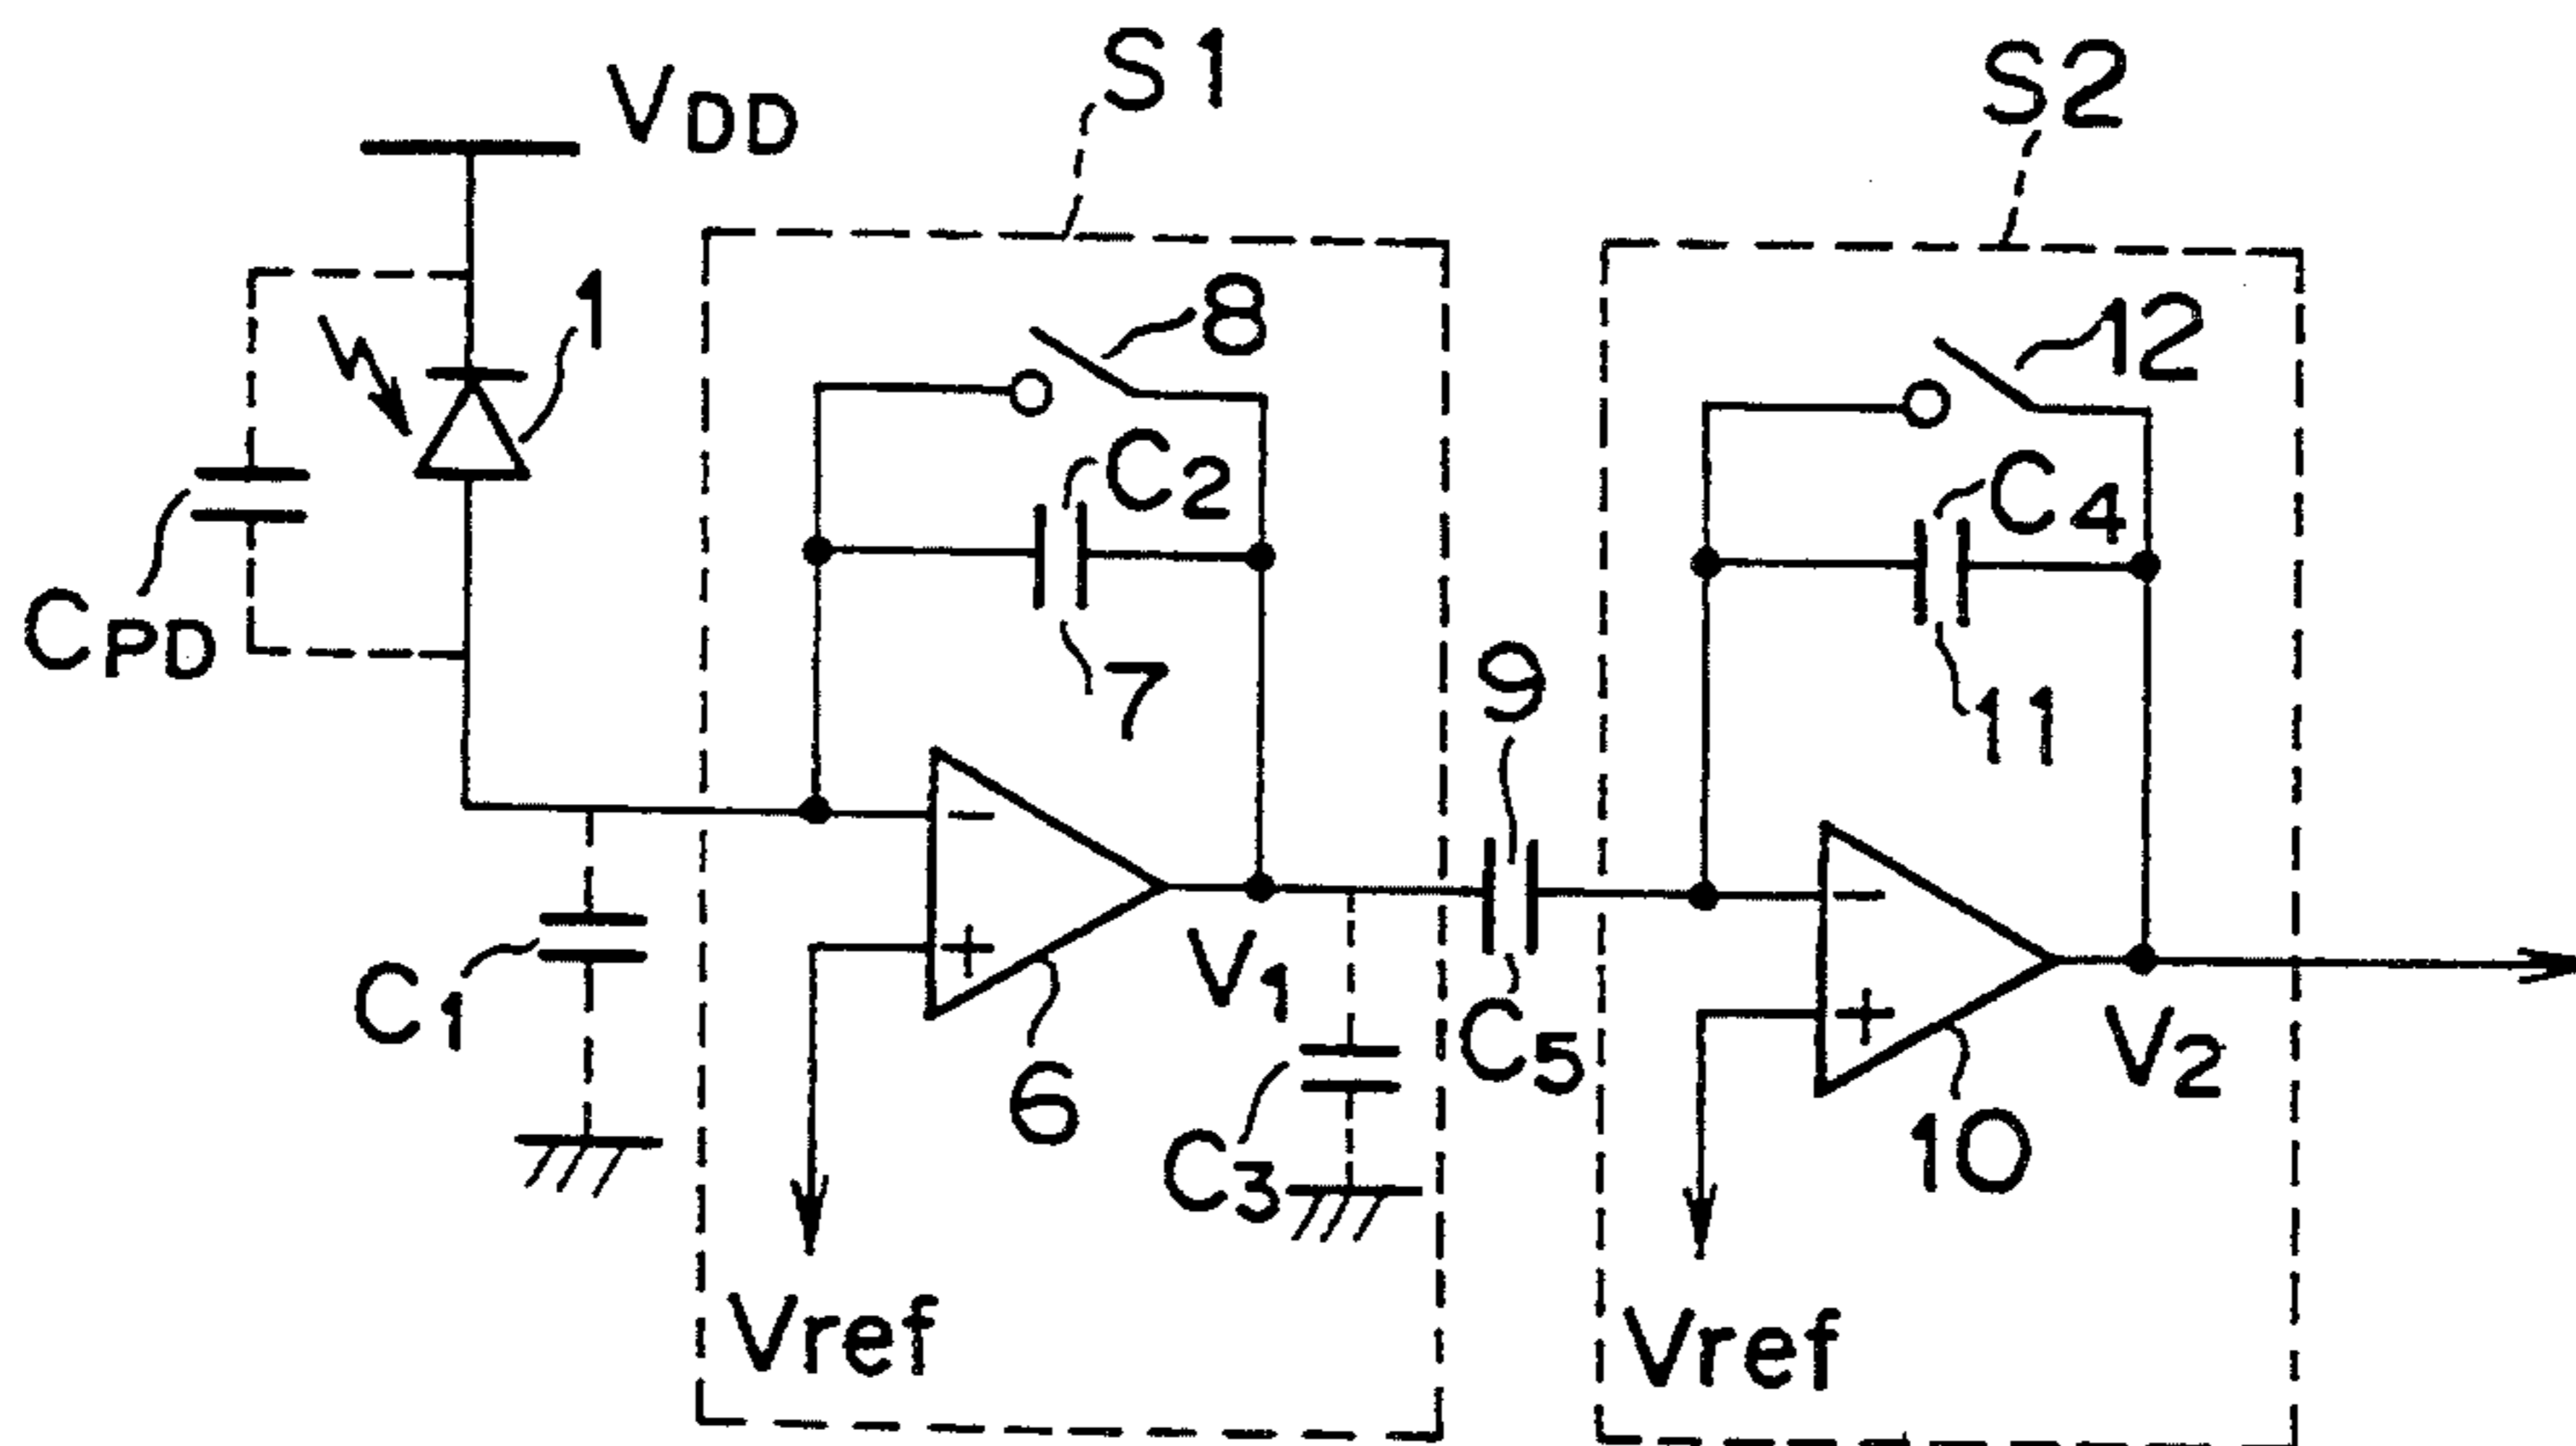 S1
S2
VDD
1
8
12
C2
C4
CPD
7
9
11
−
−
C1
+
V1
C5
+
V2
6
C3
10
Vref
Vref